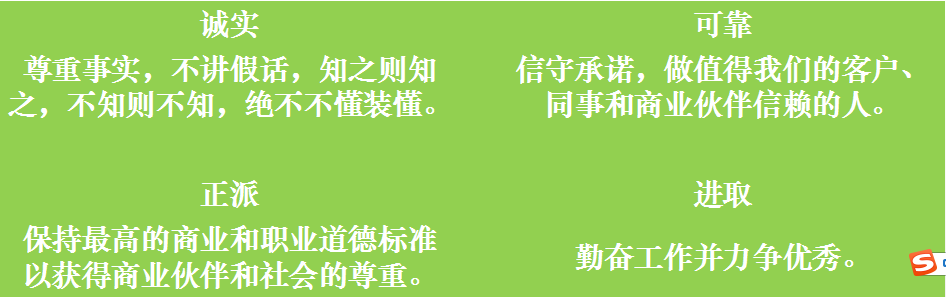 诚实
尊重事实，不讲假话，知之则知
之，不知则不知，绝不不懂装懂。
可靠
信守承诺，做值得我们的客户、
同事和商业伙伴信赖的人。
正派
保持最高的商业和职业道德标准
以获得商业伙伴和社会的尊重。
进取
勤奋工作并力争优秀。